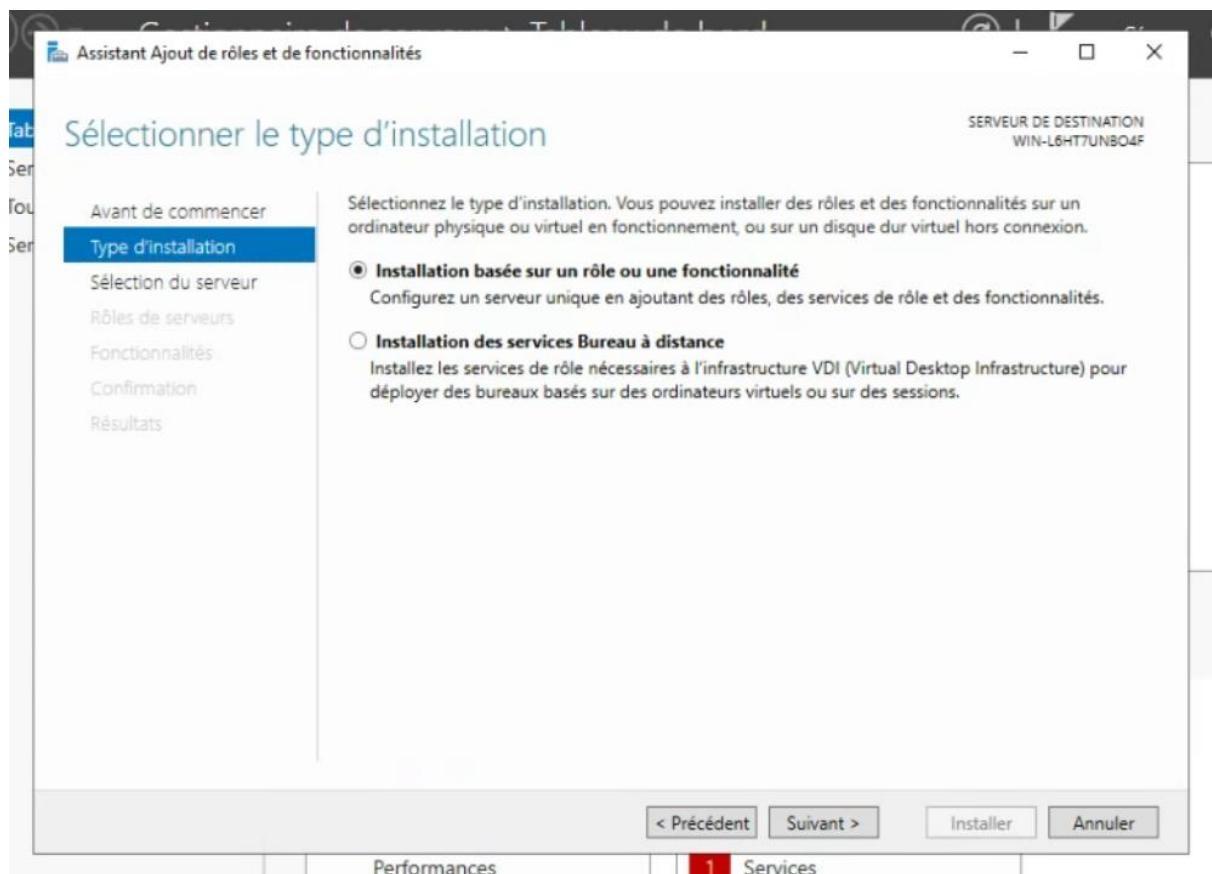 Assistant Ajout de rôles et de fonctionnalités
Sélectionner le type d'installation
SERVEUR DE DESTINATION
WIN-L6HT7UNBO4F
Avant de commencer
Type d'installation
Sélection du serveur
Rôles de serveurs
Fonctionnalités
Confirmation
Résultats
Sélectionnez le type d'installation. Vous pouvez installer des rôles et des fonctionnalités sur un
ordinateur physique ou virtuel en fonctionnement, ou sur un disque dur virtuel hors connexion.
Installation basée sur un rôle ou une fonctionnalité
Configurez un serveur unique en ajoutant des rôles, des services de rôle et des fonctionnalités.
Installation des services Bureau à distance
Installez les services de rôle nécessaires à l'infrastructure VDI (Virtual Desktop Infrastructure) pour
déployer des bureaux basés sur des ordinateurs virtuels ou sur des sessions.
< Précédent
Suivant >
Installer
Annuler
Performances
1 Services